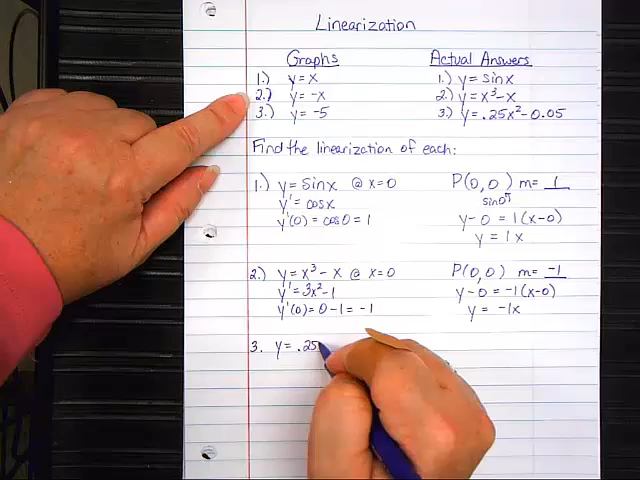 Linearization
Graphs
1.) y = x
2.) y = -x
3.) y = -5
Actual Answers
1.) y = sin x
2.) y = x³ - x
3.) y = .25x² - 0.05
Find the linearization of each:
1.) y = sin x @ x=0
y' = cos x
y'(0) = cos 0 = 1
P(0,0) m = 1
sin 0
y - 0 = 1(x-0)
y = 1x
2.) y = x³ - x @ x=0
y' = 3x² - 1
y'(0) = 0 - 1 = -1
P(0,0) m = -1
y - 0 = -1(x-0)
y = -1x
3. y = .25